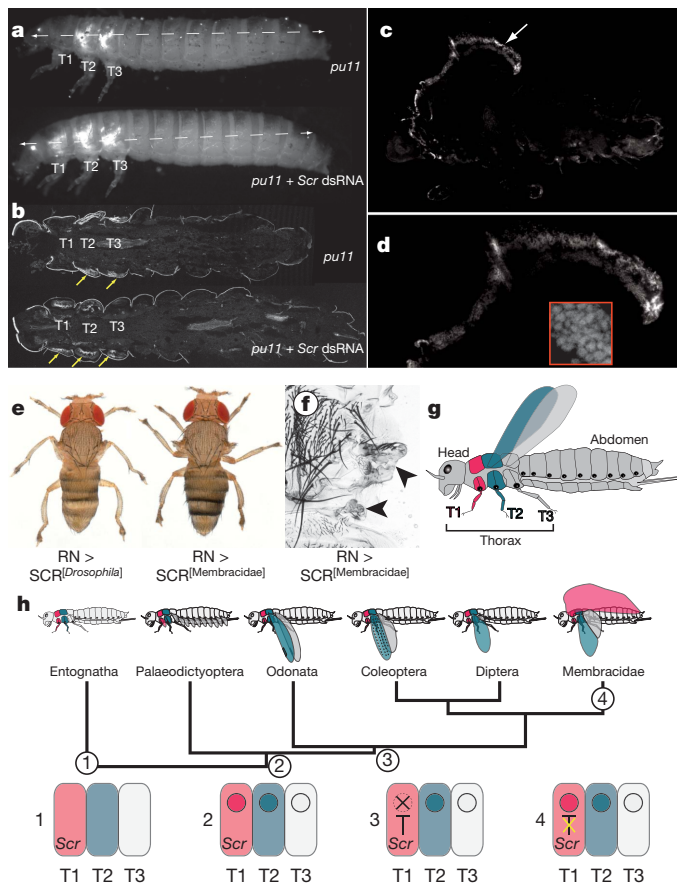 a
T1
T2
T3
pu11
T1
T2
T3
pu11 + Scr dsRNA
b
T1
T2
T3
pu11
T1
T2
T3
pu11 + Scr dsRNA
c
d
e
RN >
SCR[Drosophila]
RN >
SCR[Membracidae]
f
RN >
SCR[Membracidae]
g
Head
Abdomen
T1
T2
T3
Thorax
h
Entognatha
Palaeodictyoptera
Odonata
Coleoptera
Diptera
Membracidae
1
2
3
4
1
Scr
T1
T2
T3
2
Scr
T1
T2
T3
3
Scr
T1
T2
T3
4
Scr
T1
T2
T3